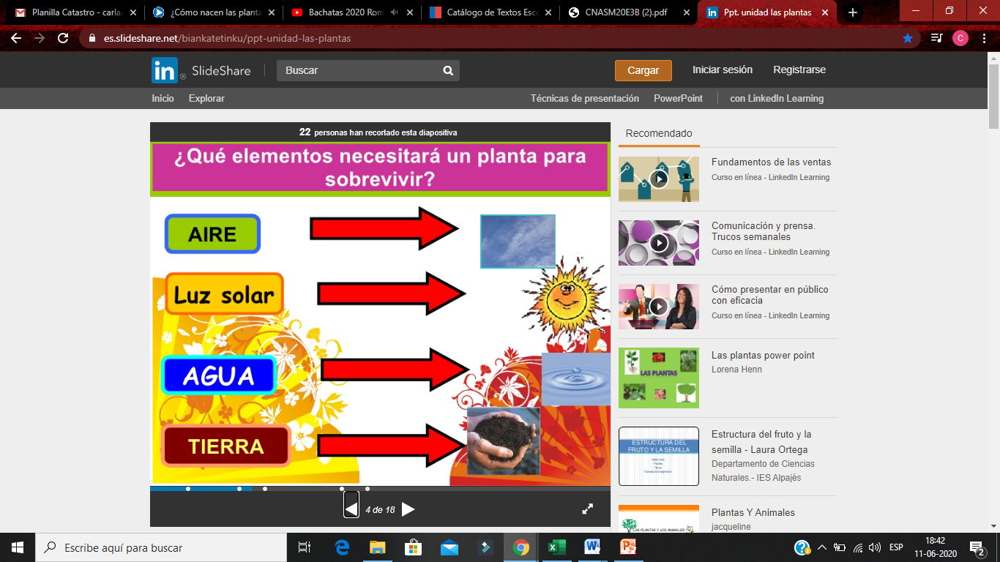 Planilla Catastro - carla.
¿Cómo nacen las planta
Bachatas 2020 Rom
Catálogo de Textos Esco
CNASM20E3B (2).pdf
Ppt. unidad las plantas
es.slideshare.net/biankatetinku/ppt-unidad-las-plantas
C
in ® SlideShare
Buscar
Cargar
Iniciar sesión
Registrarse
Inicio
Explorar
Técnicas de presentación
PowerPoint
con LinkedIn Learning
22 personas han recortado esta diapositiva
¿Qué elementos necesitará un planta para
sobrevivir?
AIRE
Luz solar
AGUA
TIERRA
4 de 18
Recomendado
Fundamentos de las ventas
Curso en línea - LinkedIn Learning
Comunicación y prensa.
Trucos semanales
Curso en línea - LinkedIn Learning
Cómo presentar en público
con eficacia
Curso en línea - LinkedIn Learning
LAS PLANTAS
Las plantas power point
Lorena Henn
ESTRUCTURA DEL
FRUTO Y LA SEMILLA
Estructura del fruto y la
semilla - Laura Ortega
Departamento de Ciencias
Naturales.- IES Alpajés
LAS PLANTAS Y LOS ANIMALES
Plantas Y Animales
jacqueline
Escribe aquí para buscar
ESP
18:42
11-06-2020
2